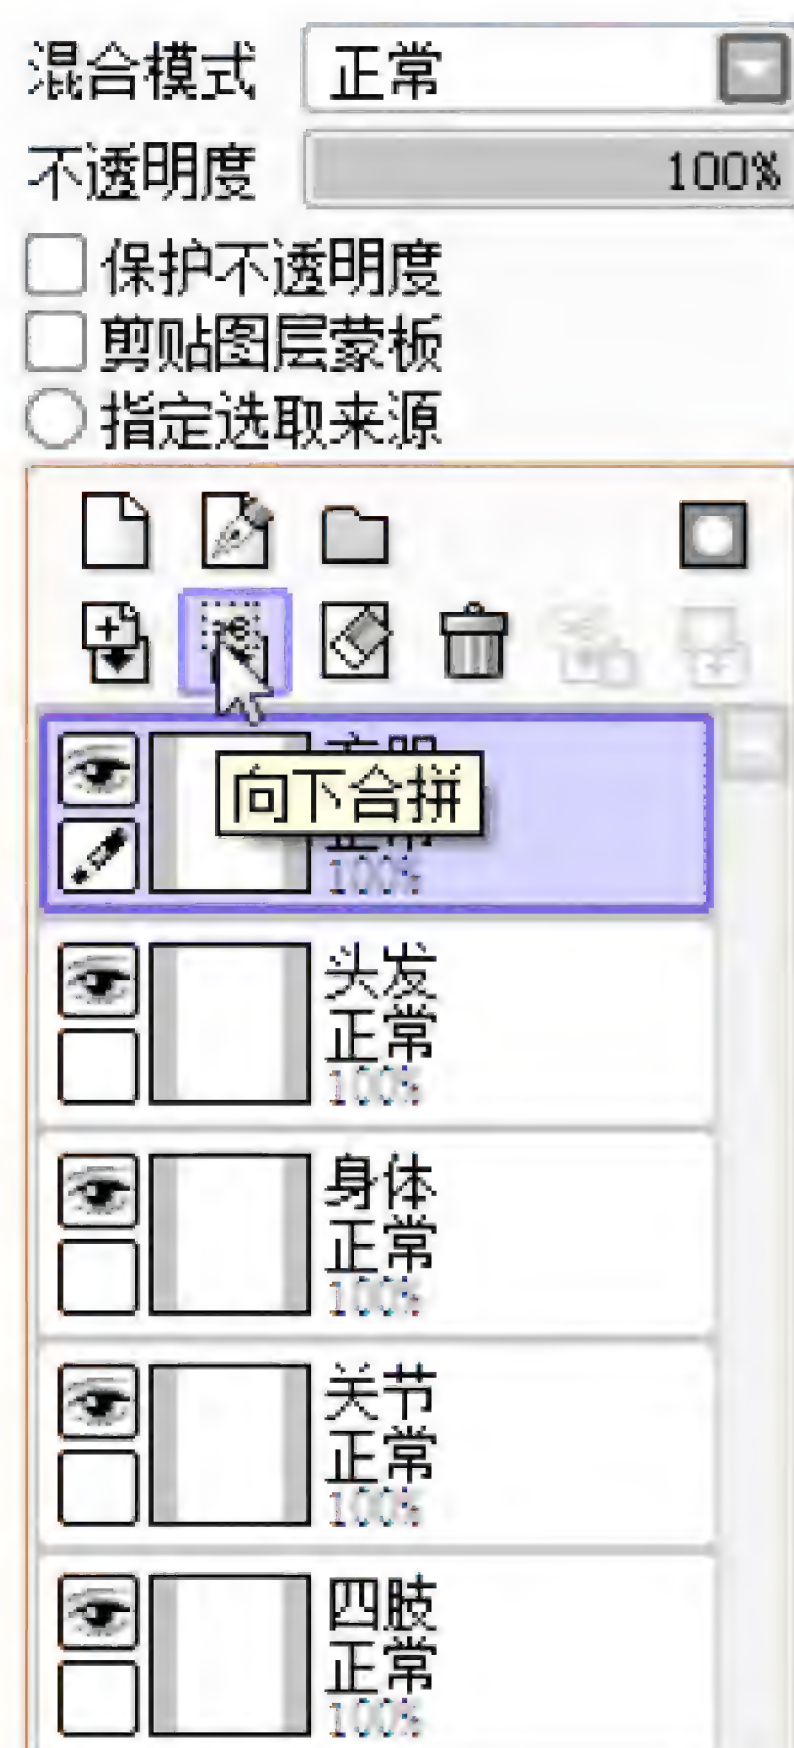 混合模式 正常
不透明度 100%
保护不透明度
剪贴图层蒙板
指定选取来源
向下合拼
100%
头发
正常
100%
身体
正常
100%
关节
正常
100%
四肢
正常
100%